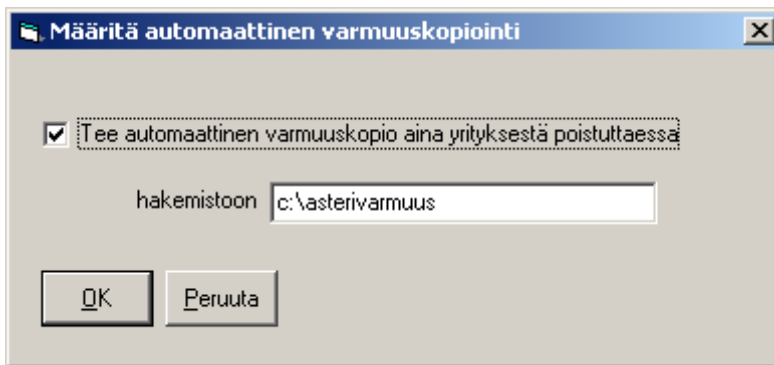 Määritä automaattinen varmuuskopiointi
Tee automaattinen varmuuskopio aina yrityksestä poistuttaessa
hakemistoon c:\asterivarmuus
OK Peruuta